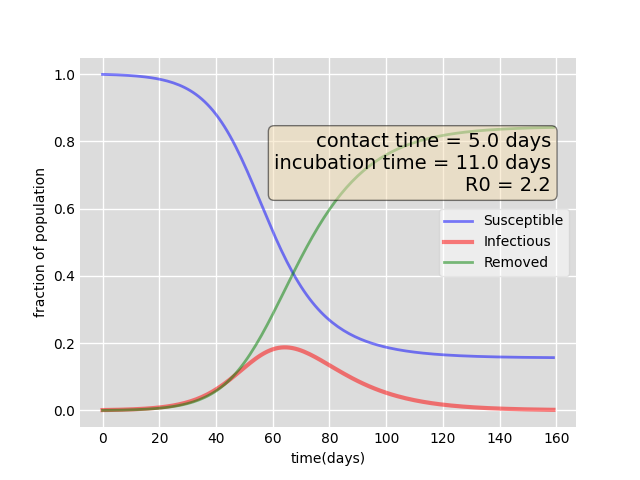 1.0
0.8
0.6
0.4
0.2
0.0
fraction of population
contact time = 5.0 days
incubation time = 11.0 days
R0 = 2.2
Susceptible
Infectious
Removed
0 20 40 60 80 100 120 140 160
time(days)